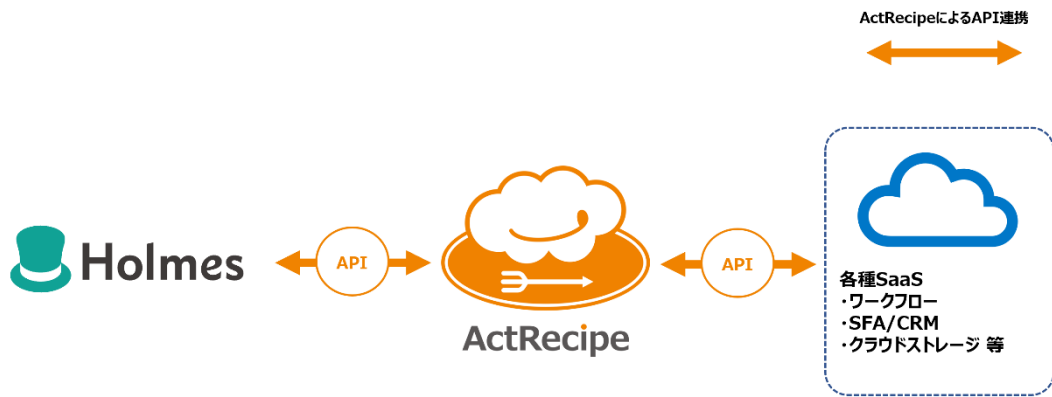 ActRecipeによるAPI連携
Holmes
API
ActRecipe
API
各種SaaS
・ワークフロー
・SFA/CRM
・クラウドストレージ 等